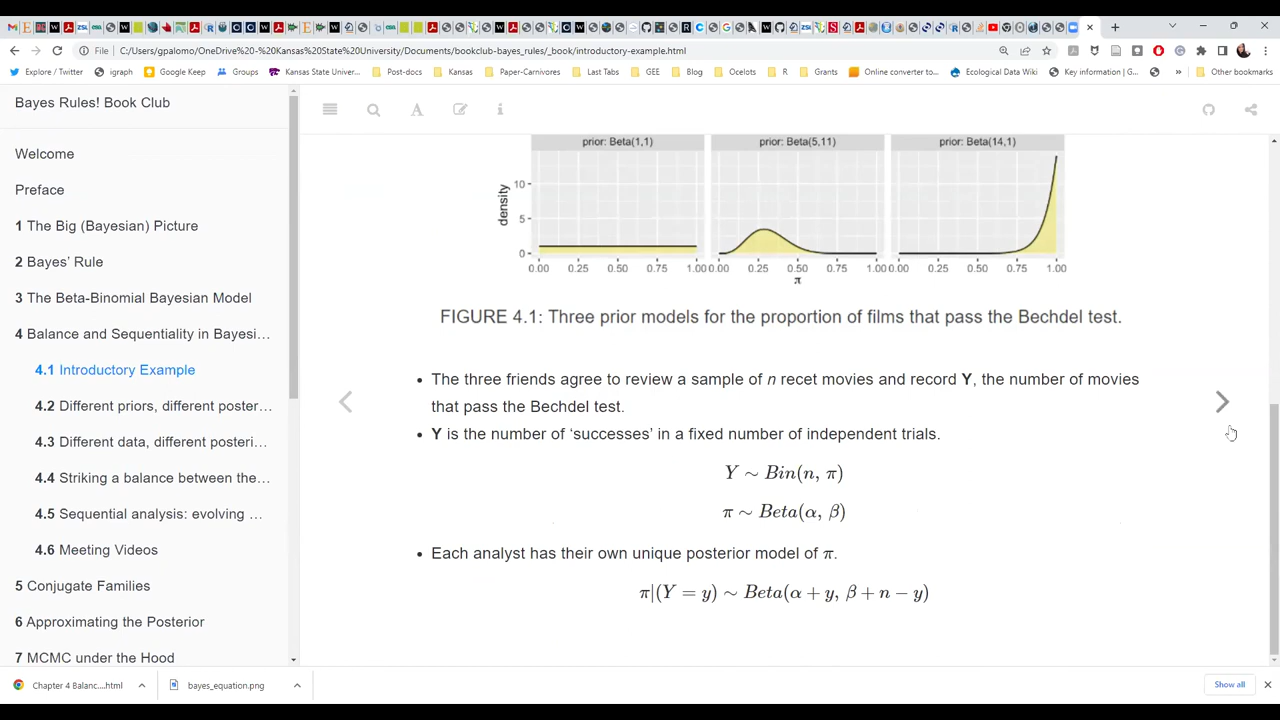 File
C:/Users/gpalomo/OneDrive%20-%20Kansas%20State%20University/Documents/bookclub-bayes_rules/_book/introductory-example.html
Explore / Twitter
igraph
Google Keep
Groups
Kansas State Univer...
Post-docs
Kansas
Paper-Carnivores
Last Tabs
GEE
Blog
Ocelots
R
Grants
Online converter to...
Ecological Data Wiki
Key information | G...
»
Other bookmarks
Bayes Rules! Book Club
Welcome
Preface
1 The Big (Bayesian) Picture
2 Bayes' Rule
3 The Beta-Binomial Bayesian Model
4 Balance and Sequentiality in Bayesi...
4.1 Introductory Example
4.2 Different priors, different poster...
4.3 Different data, different posteri...
4.4 Striking a balance between the...
4.5 Sequential analysis: evolving ...
4.6 Meeting Videos
5 Conjugate Families
6 Approximating the Posterior
7 MCMC under the Hood
prior: Beta(1,1)
prior: Beta(5,11)
prior: Beta(14,1)
density
10
5
0
0.00 0.25 0.50 0.75 1.00
0.00 0.25 0.50 0.75 1.00
0.00 0.25 0.50 0.75 1.00
π
FIGURE 4.1: Three prior models for the proportion of films that pass the Bechdel test.
• The three friends agree to review a sample of n recet movies and record Y, the number of movies
that pass the Bechdel test.
• Y is the number of ‘successes’ in a fixed number of independent trials.
Y ∼ Bin(n, π)
π ∼ Beta(α, β)
• Each analyst has their own unique posterior model of π.
π|(Y = y) ∼ Beta(α + y, β + n − y)
Chapter 4 Balanc....html
bayes_equation.png
Show all